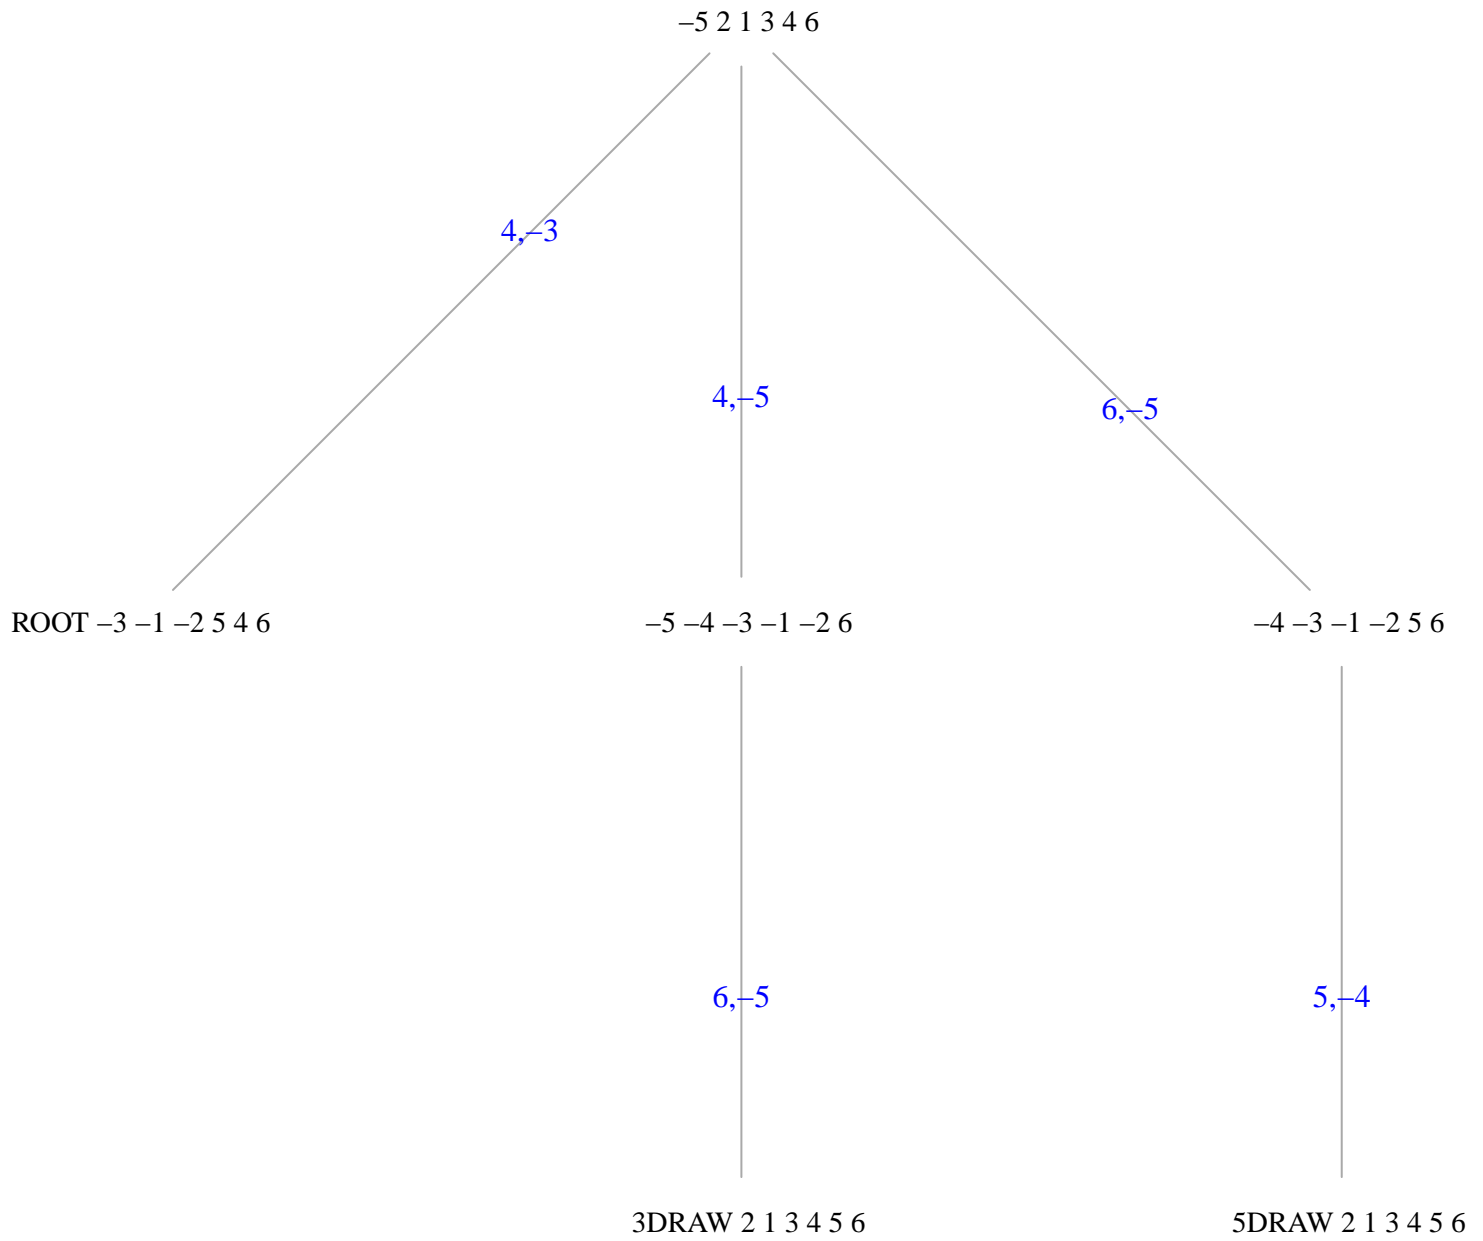 –5 2 1 3 4 6
4,–3
4,–5
6,–5
ROOT –3 –1 –2 5 4 6
–5 –4 –3 –1 –2 6
–4 –3 –1 –2 5 6
6,–5
5,–4
3DRAW 2 1 3 4 5 6
5DRAW 2 1 3 4 5 6